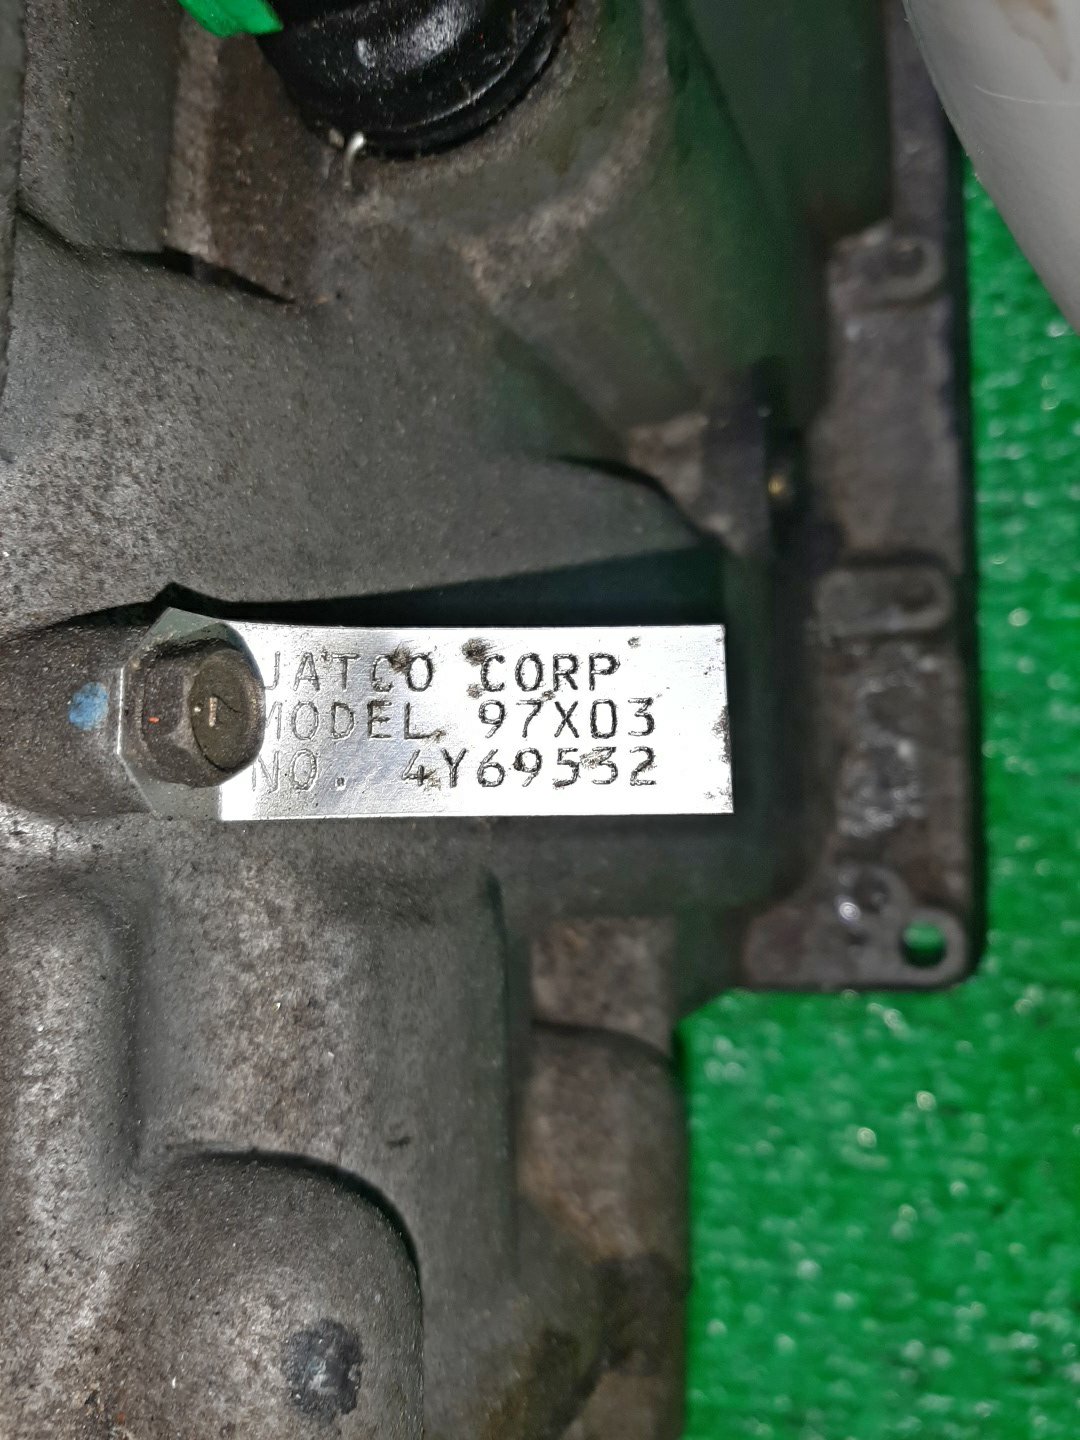 JATCO CORP
MODEL 97X03
NO. 4Y69532